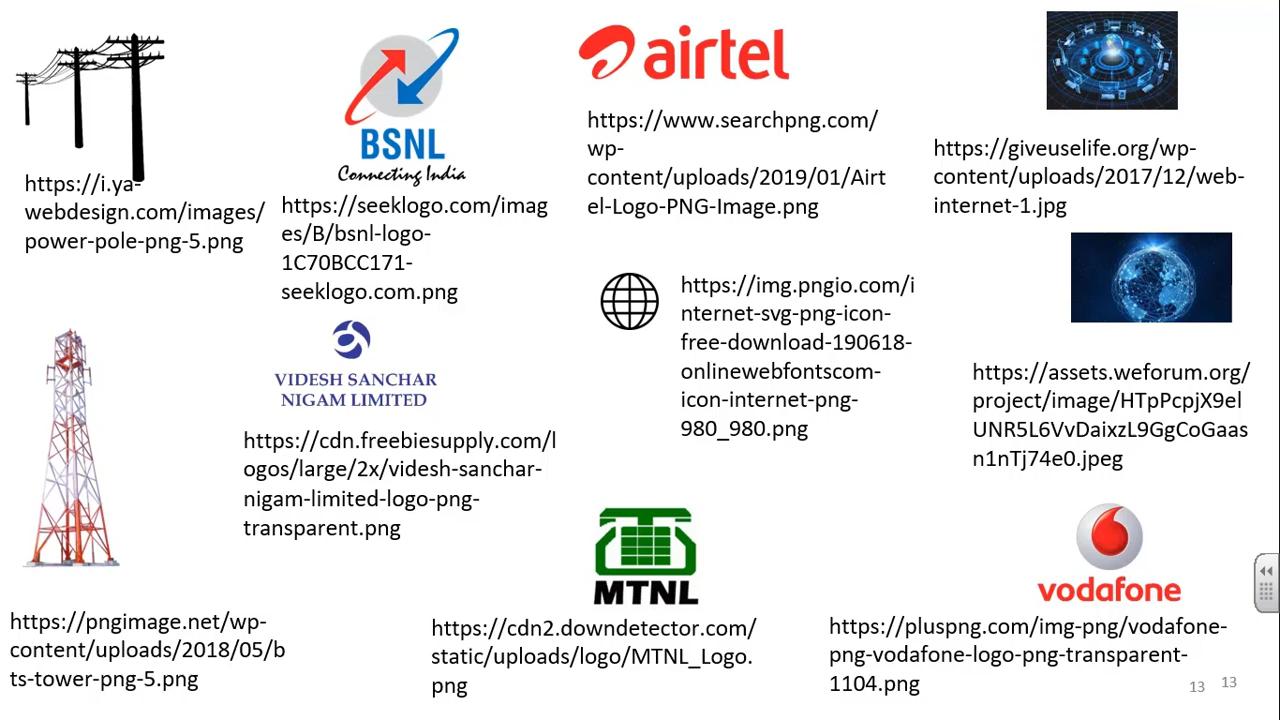 https://i.ya-
webdesign.com/images/
power-pole-png-5.png
BSNL
Connecting India
https://seeklogo.com/imag
es/B/bsnl-logo-
1C70BCC171-
seeklogo.com.png
airtel
https://www.searchpng.com/
wp-
content/uploads/2019/01/Airt
el-Logo-PNG-Image.png
https://giveuselife.org/wp-
content/uploads/2017/12/web-
internet-1.jpg
https://img.pngio.com/i
nternet-svg-png-icon-
free-download-190618-
onlinewebfontscom-
icon-internet-png-
980_980.png
https://assets.weforum.org/
project/image/HTpPcpjX9el
UNR5L6VvDaixzL9GgCoGaas
n1nTj74e0.jpeg
VIDESH SANCHAR
NIGAM LIMITED
https://cdn.freebiesupply.com/l
ogos/large/2x/videsh-sanchar-
nigam-limited-logo-png-
transparent.png
https://pngimage.net/wp-
content/uploads/2018/05/b
ts-tower-png-5.png
MTNL
https://cdn2.downdetector.com/
static/uploads/logo/MTNL_Logo.
png
vodafone
https://pluspng.com/img-png/vodafone-
png-vodafone-logo-png-transparent-
1104.png
13
13